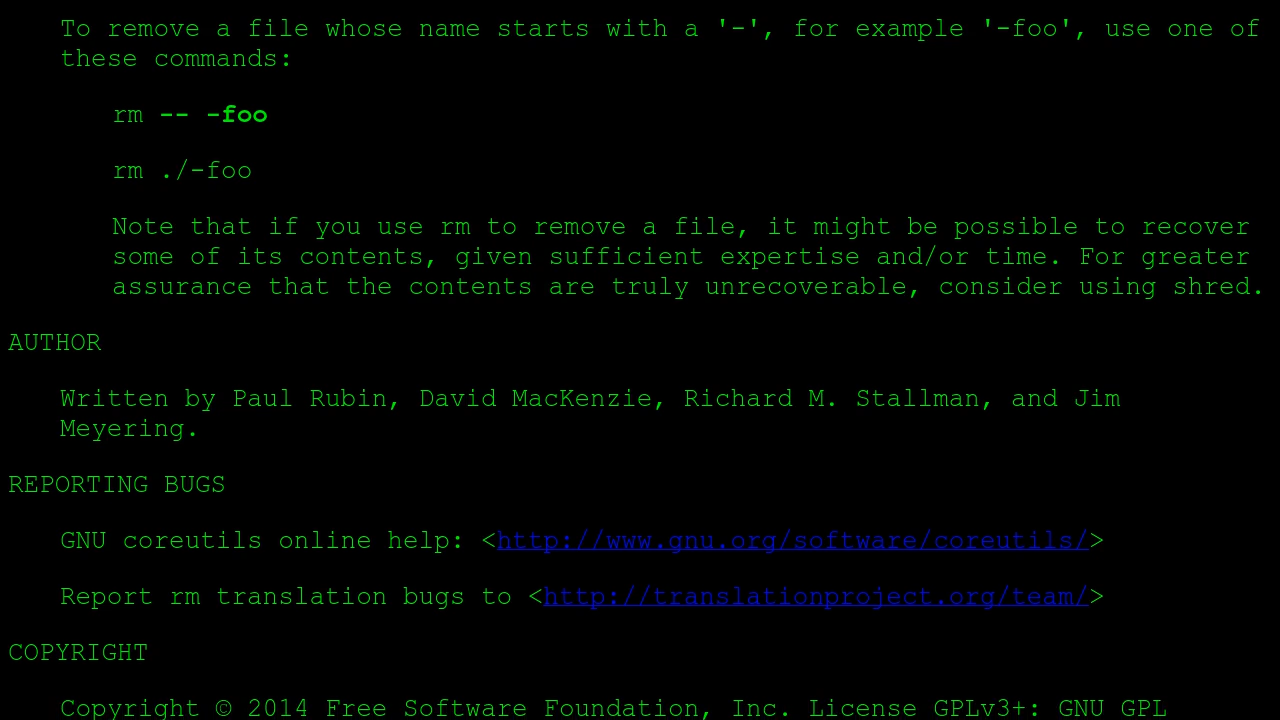 To remove a file whose name starts with a '-', for example '-foo', use one of
these commands:
rm -- -foo
rm ./-foo
Note that if you use rm to remove a file, it might be possible to recover
some of its contents, given sufficient expertise and/or time. For greater
assurance that the contents are truly unrecoverable, consider using shred.
AUTHOR
Written by Paul Rubin, David MacKenzie, Richard M. Stallman, and Jim
Meyering.
REPORTING BUGS
GNU coreutils online help: <http://www.gnu.org/software/coreutils/>
Report rm translation bugs to <http://translationproject.org/team/>
COPYRIGHT
Copyright © 2014 Free Software Foundation, Inc. License GPLv3+: GNU GPL